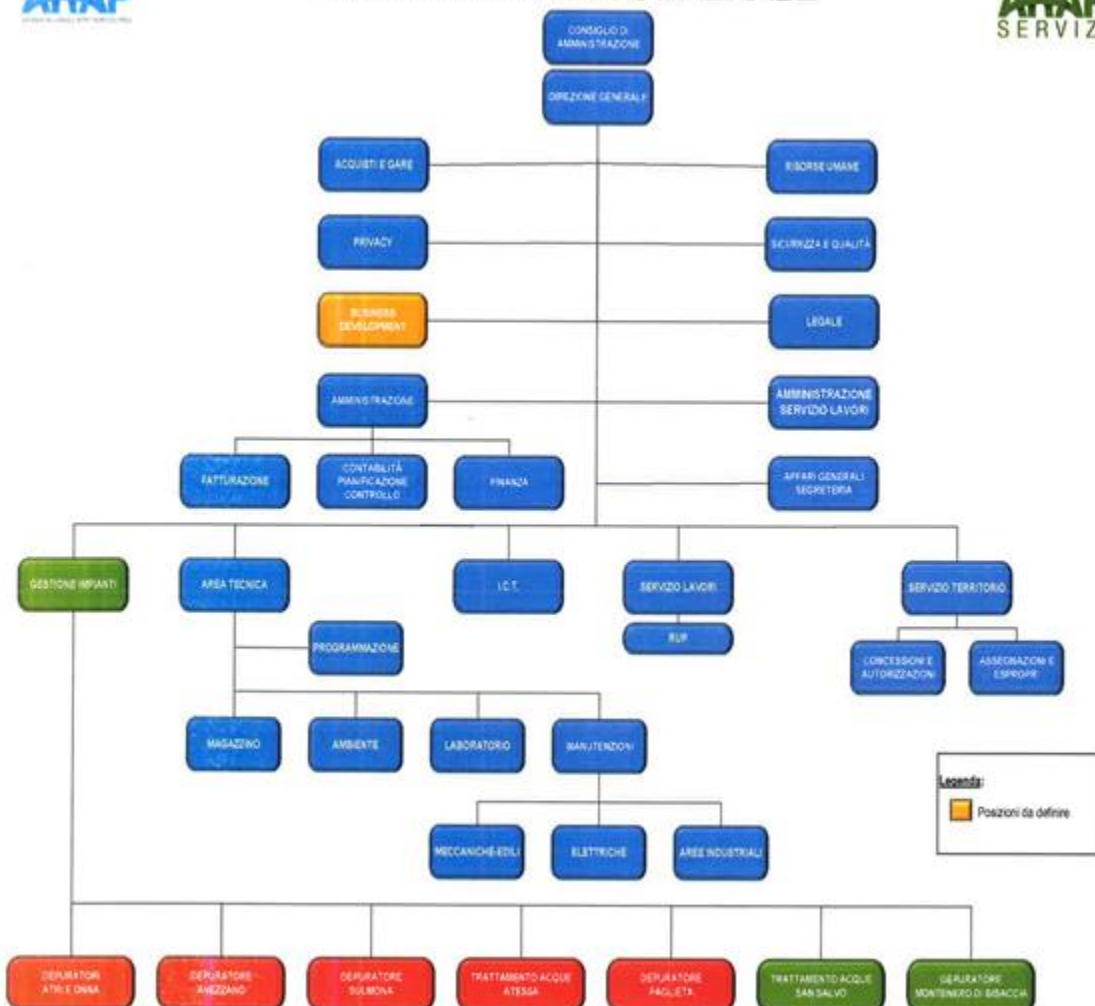 SERVIZ
CONSIGLIO DI
AMMINISTRAZIONE
DIREZIONE GENERALE
ACQUISTI E GARE
RISORSE UMANE
PRIVACY
SICUREZZA E QUALITÀ
BUSINESS
DEVELOPMENT
LEGALE
AMMINISTRAZIONE
AMMINISTRAZIONE
SERVIZIO LAVORI
FATTURAZIONE
CONTABILITÀ
PIANIFICAZIONE
CONTROLLO
FINANZA
AFFARI GENERALI
SEGRETERIA
GESTIONE IMPIANTI
AREA TECNICA
I.C.T.
SERVIZIO LAVORI
SERVIZIO TERRITORIO
RUP
PROGRAMMAZIONE
CONCESSIONI E
AUTORIZZAZIONI
ASSEGNAZIONI E
ESPROPRI
MAGAZZINO
AMBIENTE
LABORATORIO
MANUTENZIONI
Legenda:
Posizioni da definire
MECCANICHE-EDILI
ELETTRICHE
AREE INDUSTRIALI
DEPURATORI
ATRI E ONNA
DEPURATORE
AVEZZANO
DEPURATORE
SULMONA
TRATTAMENTO ACQUE
ATESSA
DEPURATORE
PAGLIETA
TRATTAMENTO ACQUE
SAN SALVO
DEPURATORE
MONTENERO DI BISACCIA